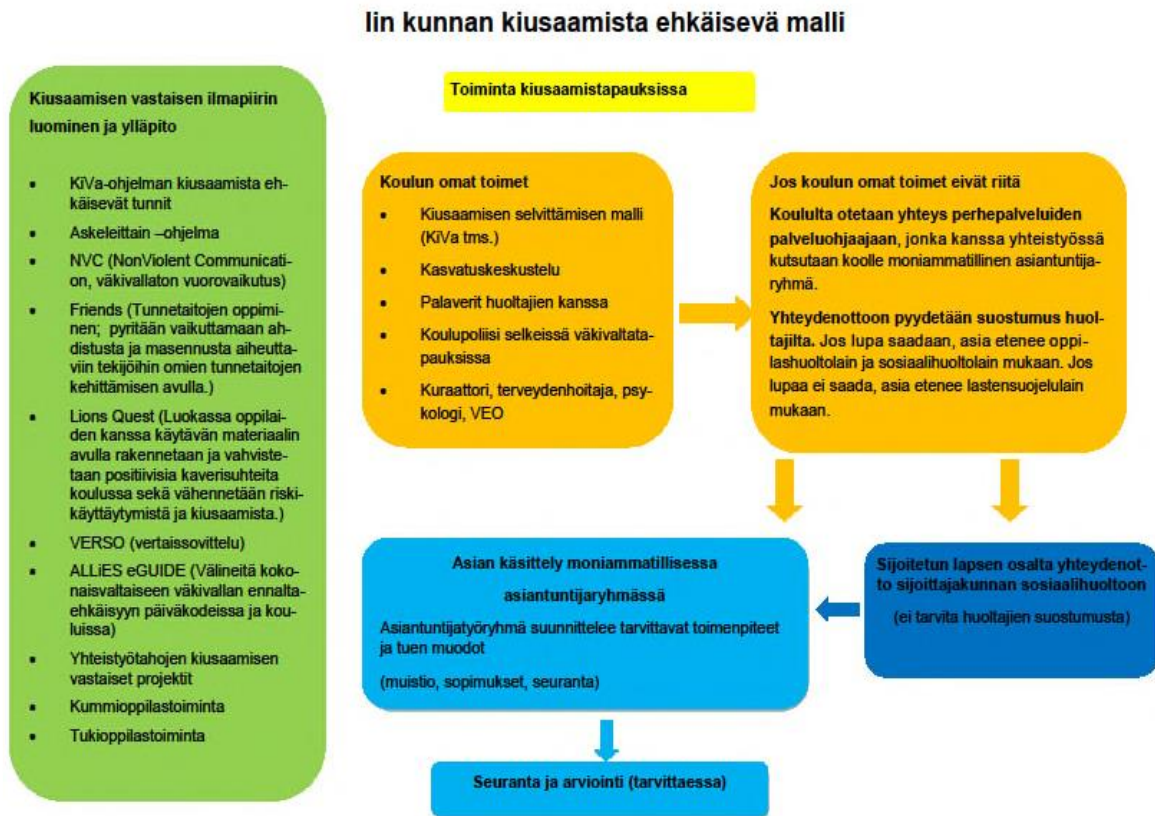 Iin kunnan kiusaamista ehkäisevä malli
Kiusaamisen vastaisen ilmapiirin
luominen ja ylläpito
• KiVa-ohjelman kiusaamista eh-
käisevät tunnit
• Askeleittain –ohjelma
• NVC (NonViolent Communicati-
on, väkivallaton vuorovaikutus)
• Friends (Tunnetaitojen oppimi-
nen; pyritään vaikuttamaan ah-
distusta ja masennusta aiheutta-
viin tekijöihin omien tunnetaitojen
kehittämisen avulla.)
• Lions Quest (Luokassa oppilai-
den kanssa käytävän materiaalin
avulla rakennetaan ja vahviste-
taan positiivisia kaverisuhteita
koulussa sekä vähennetään riski-
käyttäytymistä ja kiusaamista.)
• VERSO (vertaissovittelu)
• ALLiES eGUIDE (Välineitä koko-
naisvaltaiseen väkivallan ennalta-
ehkäisyyn päiväkodeissa ja kou-
luissa)
• Yhteistyötahojen kiusaamisen
vastaiset projektit
• Kummioppilastoiminta
• Tukioppilastoiminta
Toiminta kiusaamistapauksissa
Koulun omat toimet
• Kiusaamisen selvittämisen malli
(KiVa tms.)
• Kasvatuskeskustelu
• Palaverit huoltajien kanssa
• Koulupoliisi selkeissä väkivaltata-
pauksissa
• Kuraattori, terveydenhoitaja, psy-
kologi, VEO
Jos koulun omat toimet eivät riitä
Koululta otetaan yhteys perhepalveluiden
palveluohjaajaan, jonka kanssa yhteistyössä
kutsutaan koolle moniammatillinen asiantuntija-
ryhmä.
Yhteydenottoon pyydetään suostumus huol-
tajilta. Jos lupa saadaan, asia etenee oppi-
lashuoltolain ja sosiaalihuoltolain mukaan. Jos
lupaa ei saada, asia etenee lastensuojelulain
mukaan.
Asian käsittely moniammatillisessa
asiantuntijaryhmässä
Asiantuntijatyöryhmä suunnittelee tarvittavat toimenpiteet
ja tuen muodot
(muistio, sopimukset, seuranta)
Sijoitetun lapsen osalta yhteydenot-
to sijoittajakunnan sosiaalihuoltoon
(ei tarvita huoltajien suostumusta)
Seuranta ja arviointi (tarvittaessa)